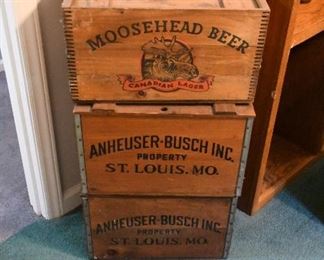 MOOSEHEAD BEER
CANADIAN LAGER
ANHEUSER-BUSCH INC.
PROPERTY
ST. LOUIS. MO.
ANHEUSER-BUSCH INC.
PROPERTY
ST. LOUIS. MO.